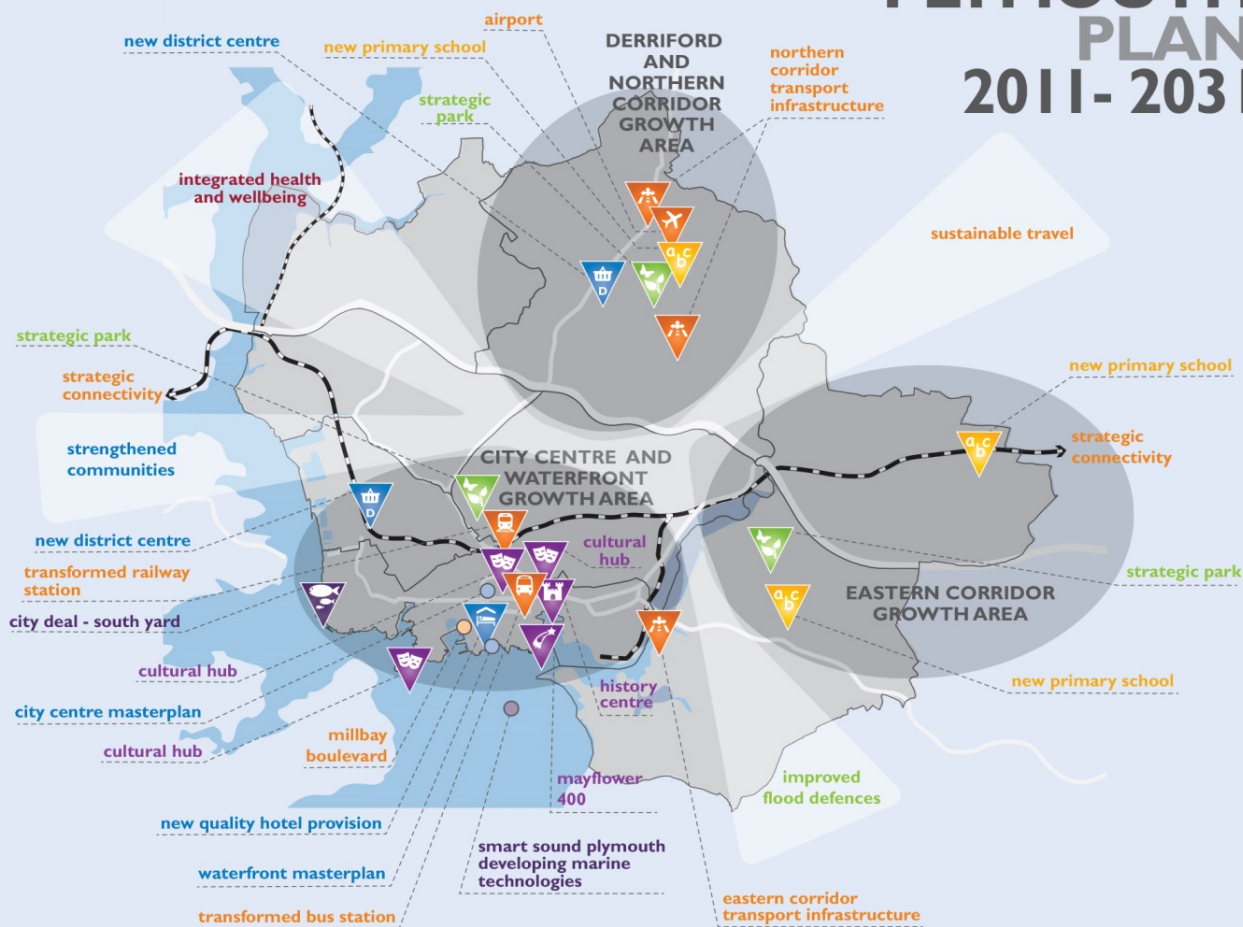 PLAN
2011- 2031
airport
new district centre
new primary school
DERRIFORD
AND
NORTHERN
CORRIDOR
GROWTH
AREA
northern
corridor
transport
infrastructure
strategic
park
integrated health
and wellbeing
sustainable travel
abc
D
strategic park
strategic
connectivity
new primary school
strengthened
communities
CITY CENTRE AND
WATERFRONT
GROWTH AREA
abc
strategic
connectivity
D
new district centre
cultural
hub
transformed railway
station
strategic park
abc
EASTERN CORRIDOR
GROWTH AREA
city deal - south yard
cultural hub
history
centre
new primary school
city centre masterplan
cultural hub
millbay
boulevard
mayflower
400
improved
flood defences
new quality hotel provision
smart sound plymouth
developing marine
technologies
waterfront masterplan
transformed bus station
eastern corridor
transport infrastructure